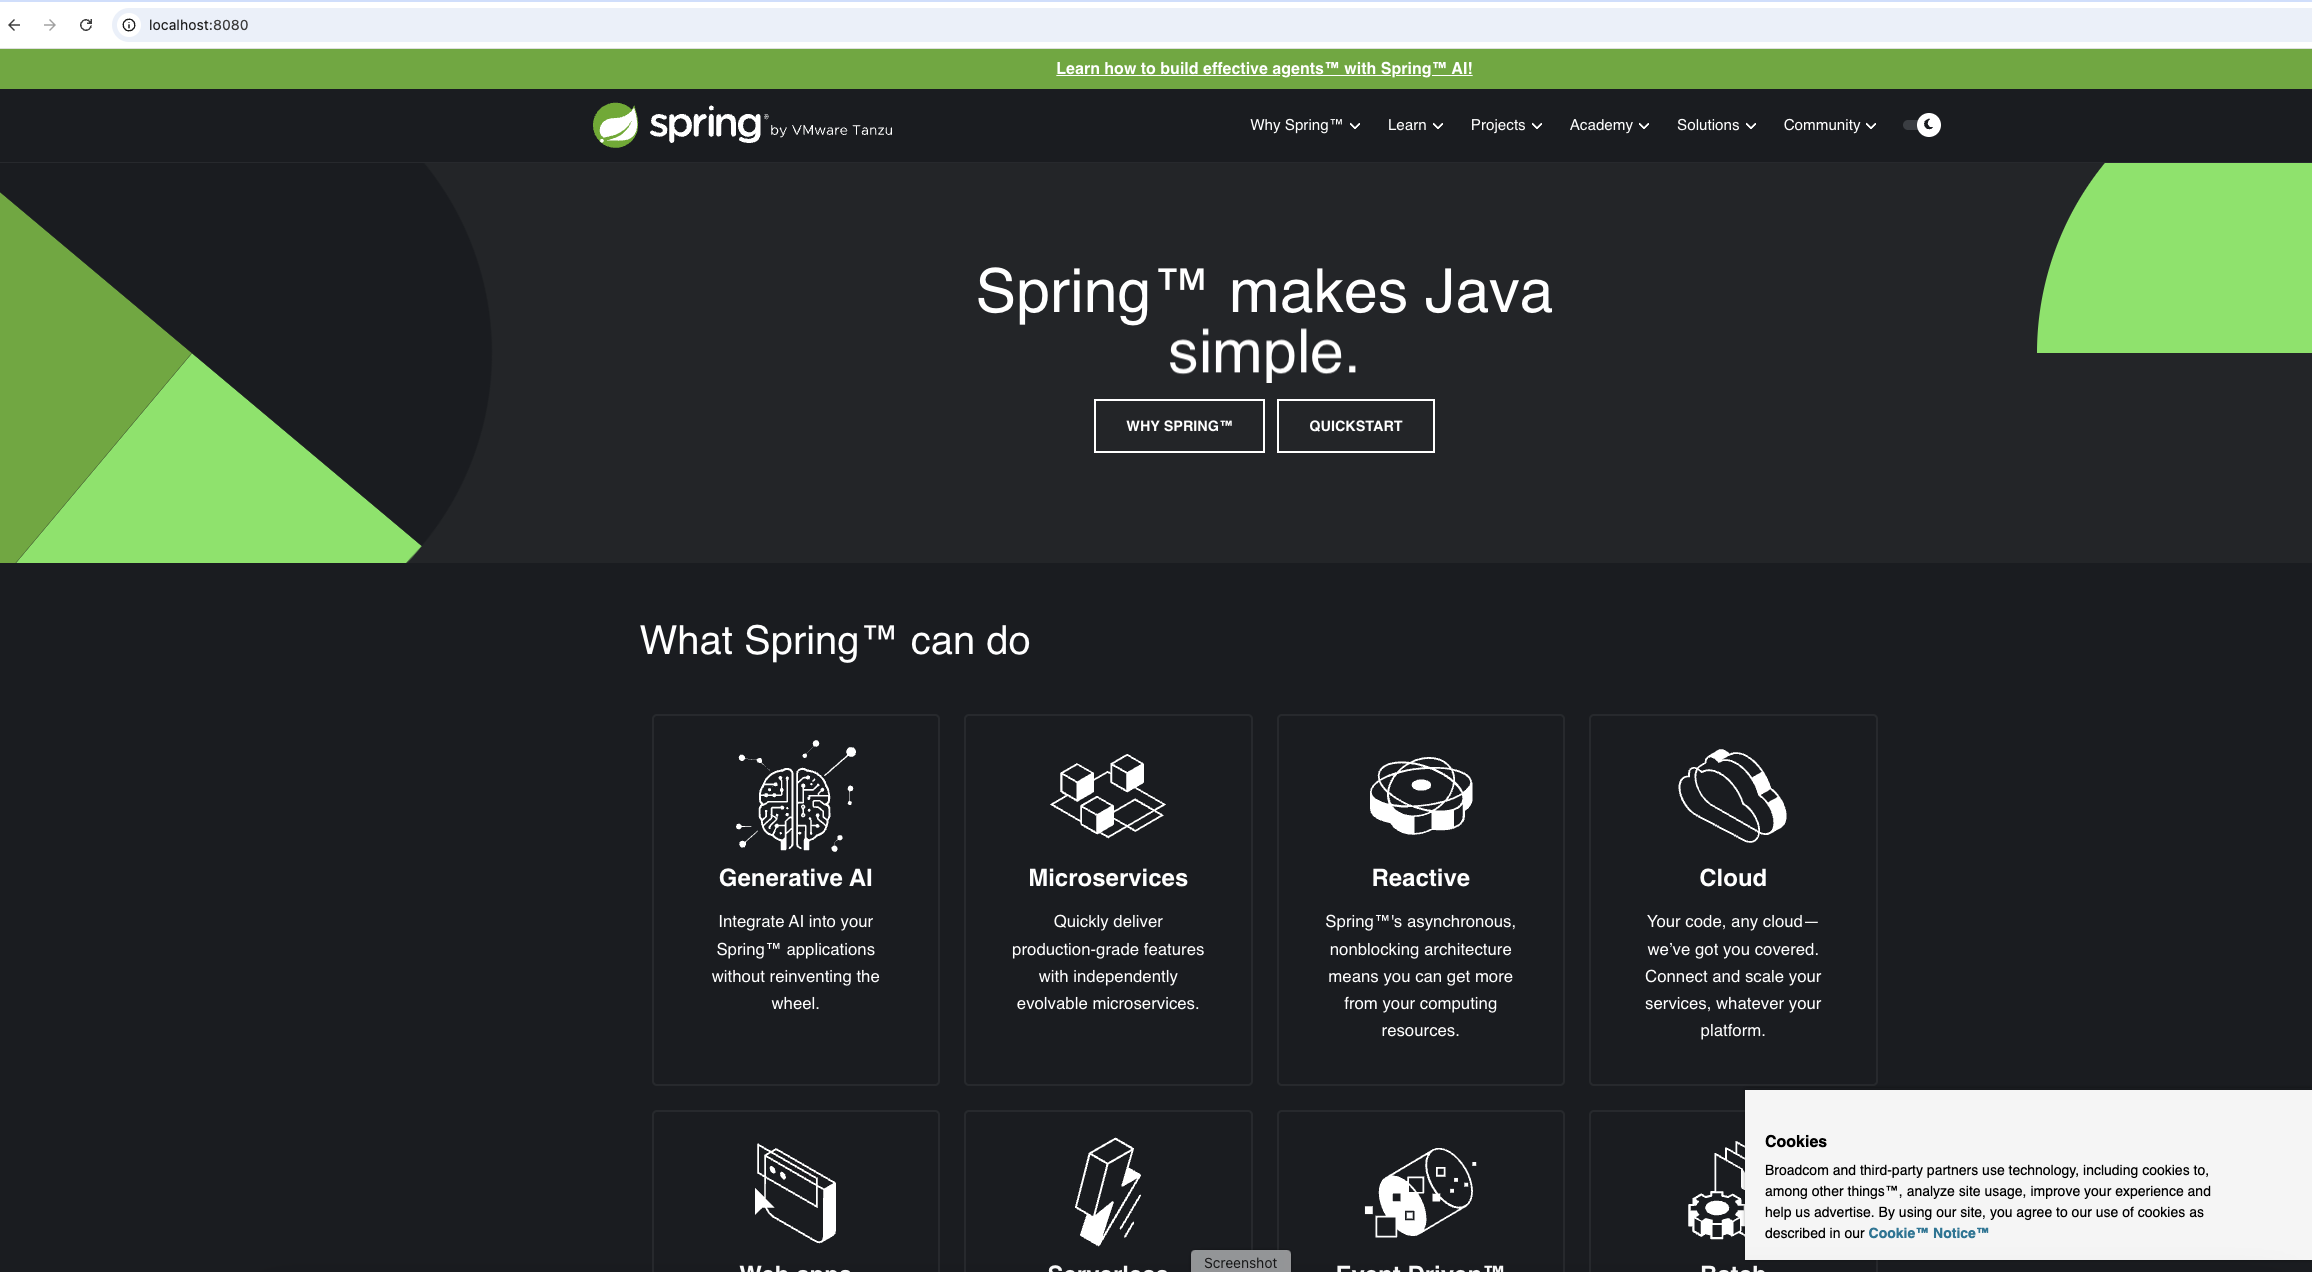 localhost:8080
Learn how to build effective agents™ with Spring™ AI!
spring® by VMware Tanzu
Why Spring™ Learn Projects Academy Solutions Community
Spring™ makes Java
simple.
WHY SPRING™ QUICKSTART
What Spring™ can do
Generative AI
Integrate AI into your
Spring™ applications
without reinventing the
wheel.
Microservices
Quickly deliver
production-grade features
with independently
evolvable microservices.
Reactive
Spring™'s asynchronous,
nonblocking architecture
means you can get more
from your computing
resources.
Cloud
Your code, any cloud—
we’ve got you covered.
Connect and scale your
services, whatever your
platform.
Web apps
Serverless
Event Driven™
Batch
Cookies
Broadcom and third-party partners use technology, including cookies to,
among other things™, analyze site usage, improve your experience and
help us advertise. By using our site, you agree to our use of cookies as
described in our Cookie™ Notice™
Screenshot